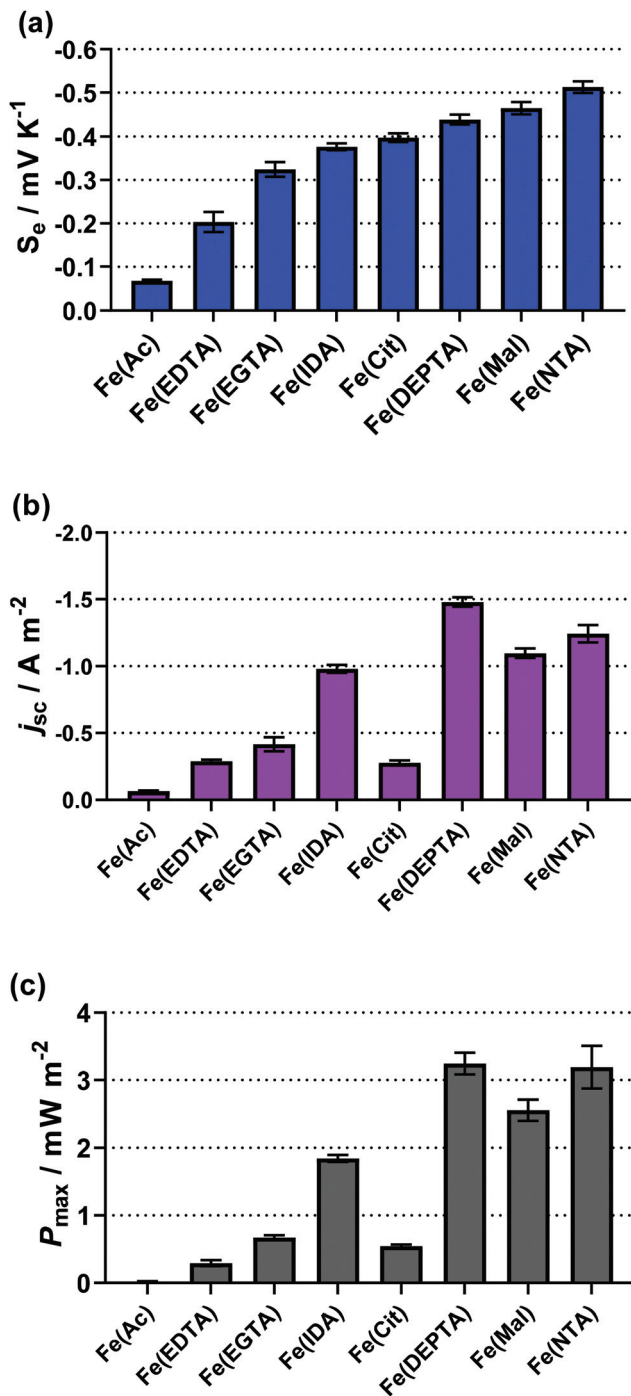 (a)
-0.6
-0.5
-0.4
-0.3
-0.2
-0.1
0.0
Se / mV K⁻¹
Fe(Ac)
Fe(EDTA)
Fe(EGTA)
Fe(IDA)
Fe(Cit)
Fe(DEPTA)
Fe(Mal)
Fe(NTA)
(b)
-2.0
-1.5
-1.0
-0.5
0.0
jsc / A m⁻²
Fe(Ac)
Fe(EDTA)
Fe(EGTA)
Fe(IDA)
Fe(Cit)
Fe(DEPTA)
Fe(Mal)
Fe(NTA)
(c)
4
3
2
1
0
Pmax / mW m⁻²
Fe(Ac)
Fe(EDTA)
Fe(EGTA)
Fe(IDA)
Fe(Cit)
Fe(DEPTA)
Fe(Mal)
Fe(NTA)